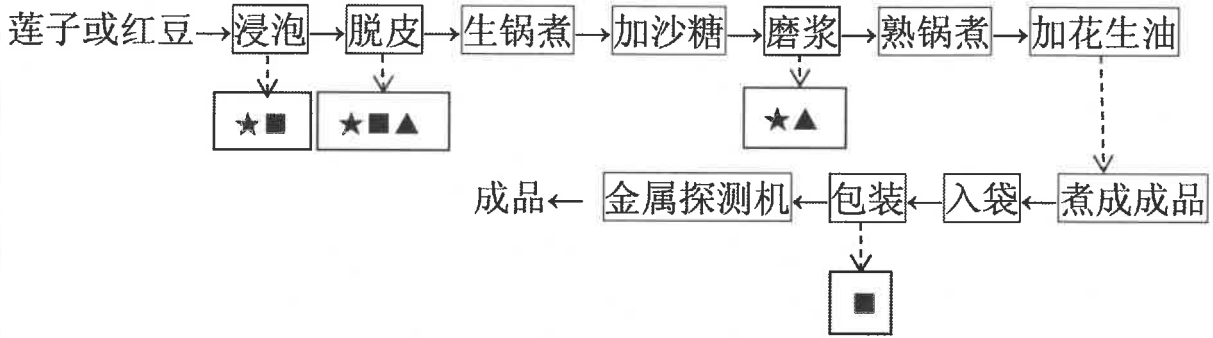 莲子或红豆→浸泡→脱皮→生锅煮→加沙糖→磨浆→熟锅煮→加花生油
★■ ★■▲ ★▲
成品← 金属探测机←包装←入袋←煮成成品
■